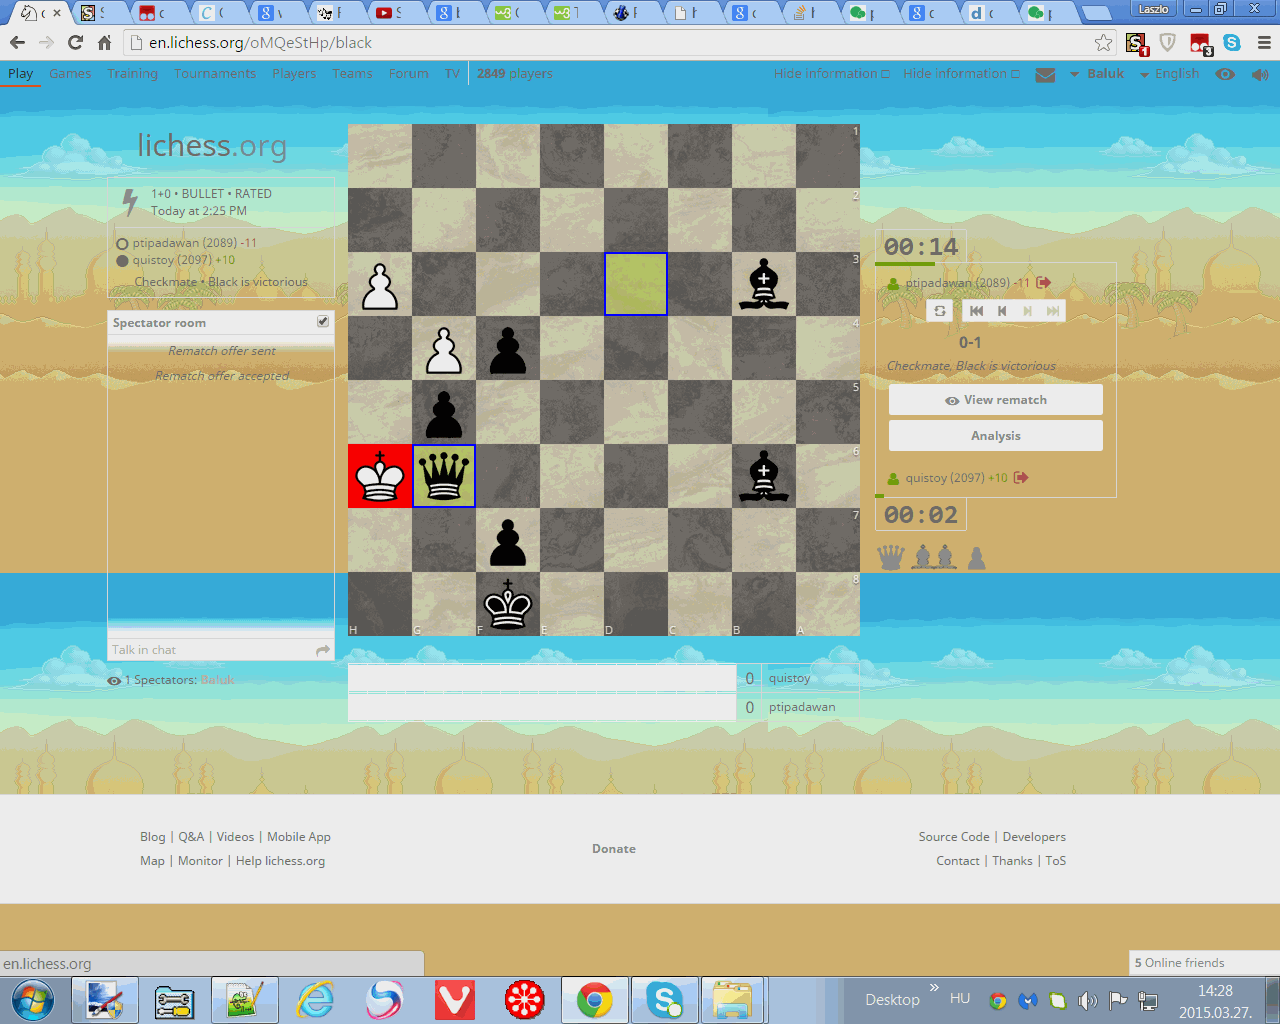 Laszlo
en.lichess.org/oMQeStHp/black
1
3
Play Games Training Tournaments Players Teams Forum TV 2849 players Hide information Hide information Baluk English
lichess.org
1+0 • BULLET • RATED
Today at 2:25 PM
ptipadawan (2089) -11
quistoy (2097) +10
Checkmate • Black is victorious
Spectator room
Rematch offer sent
Rematch offer accepted
Talk in chat
1 Spectators: Baluk
1
2
3
4
5
6
7
8
H G F E D C B A
0 quistoy
0 ptipadawan
00:14
ptipadawan (2089) -11
0-1
Checkmate, Black is victorious
View rematch
Analysis
quistoy (2097) +10
00:02
Blog | Q&A | Videos | Mobile App
Map | Monitor | Help lichess.org
Donate
Source Code | Developers
Contact | Thanks | ToS
en.lichess.org
5 Online friends
Desktop » HU
14:28
2015.03.27.